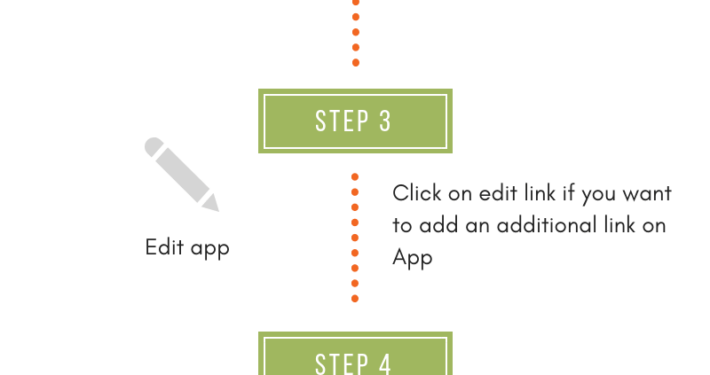 STEP 3
Click on edit link if you want
to add an additional link on
App
Edit app
STEP 4